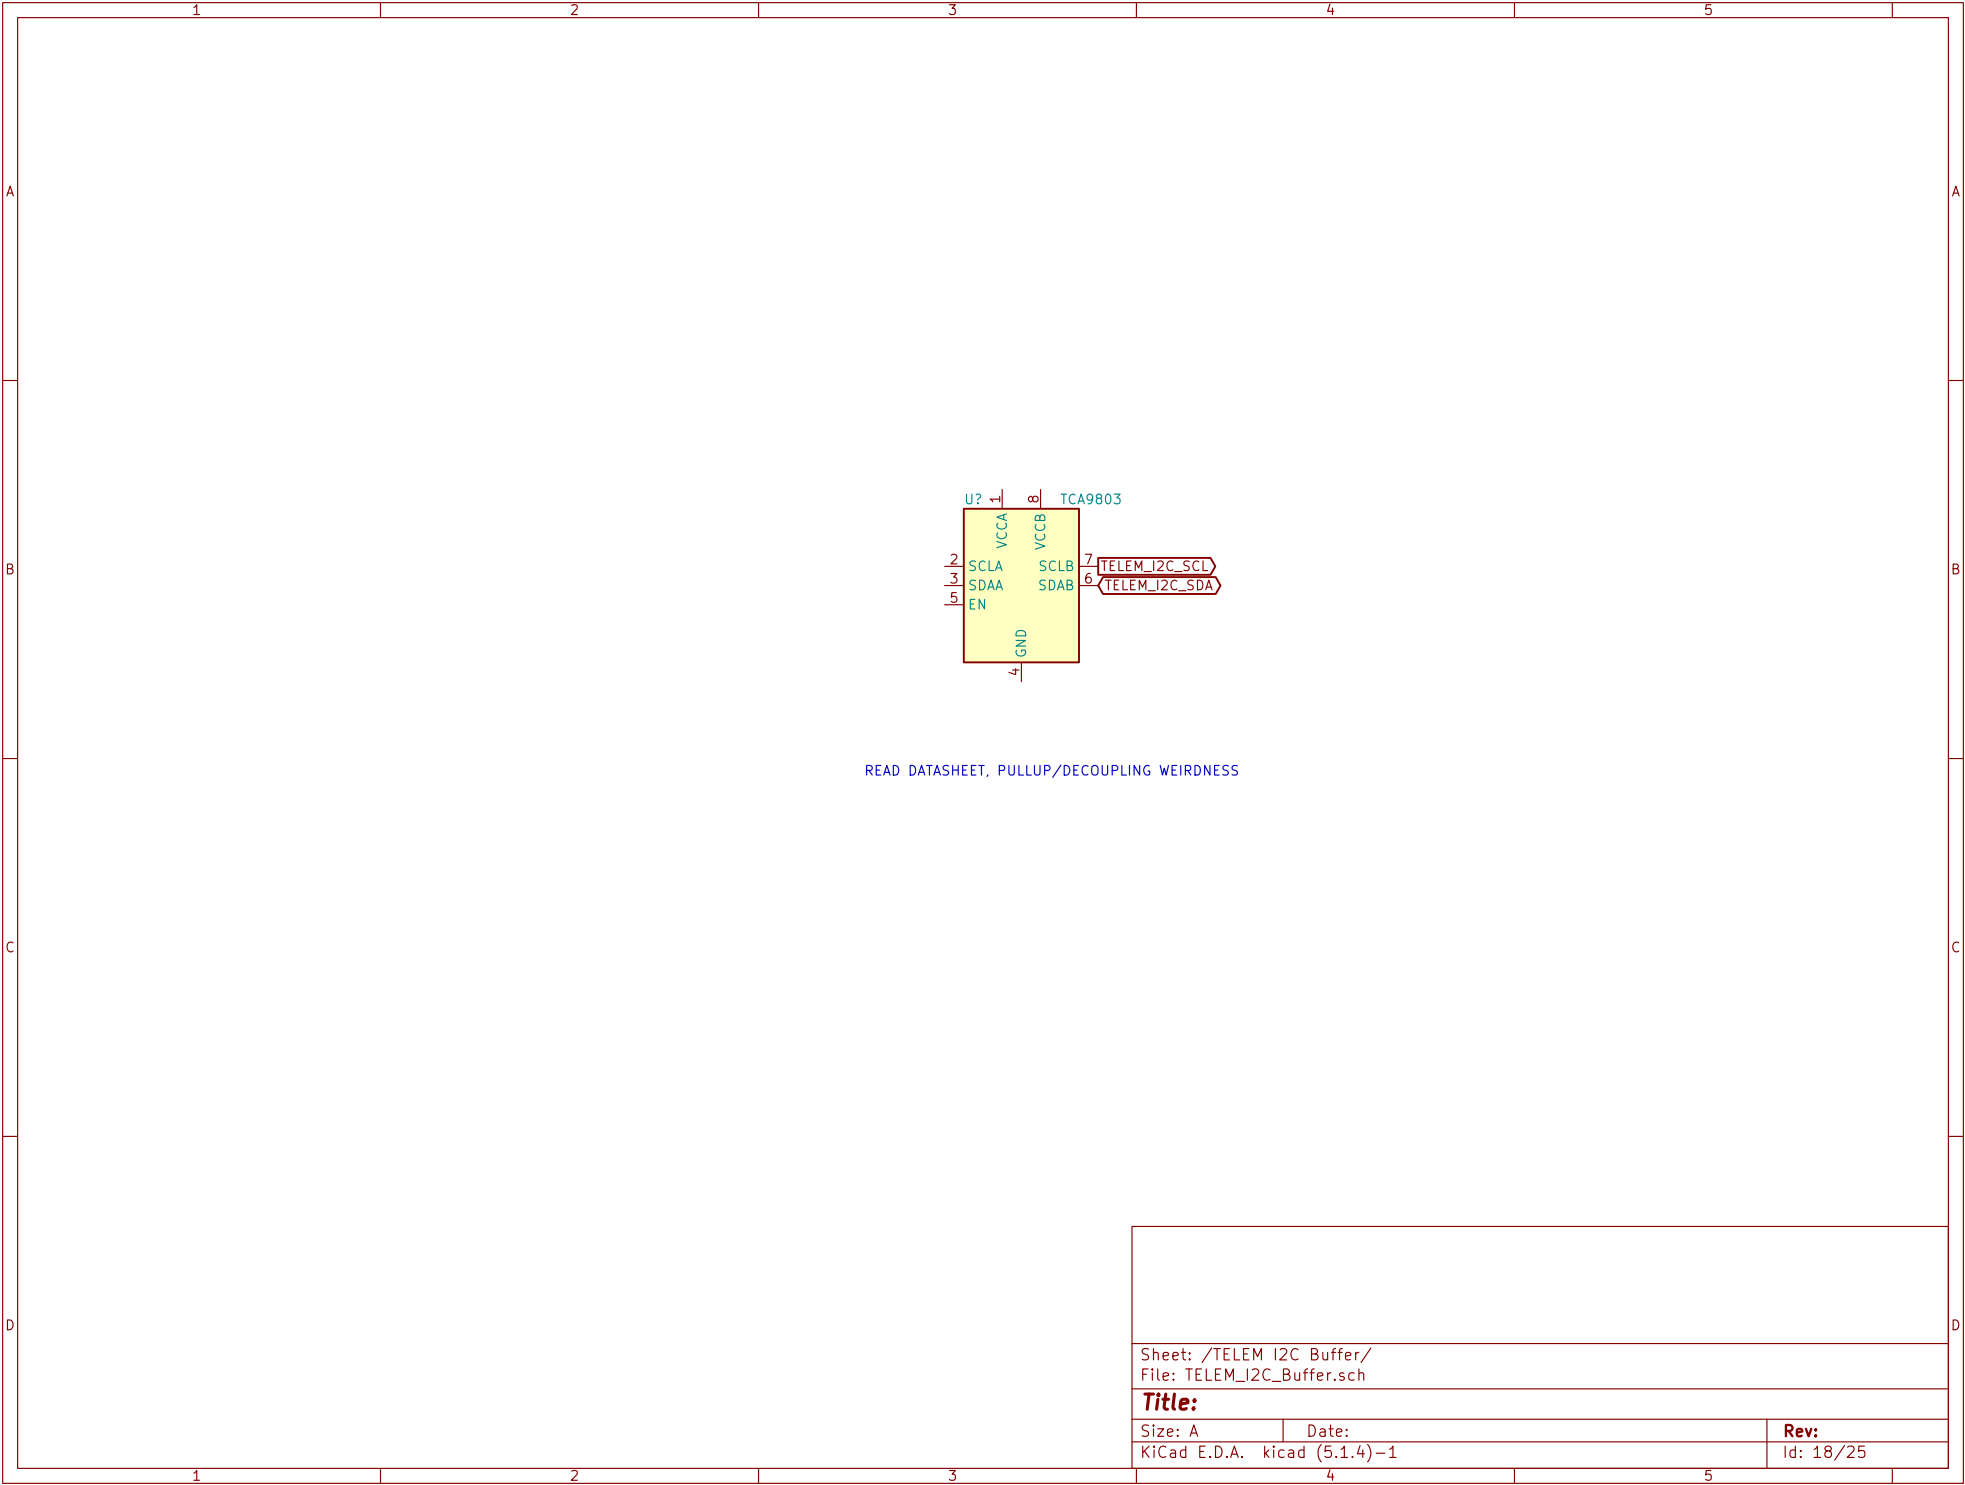 1 2 3 4 5
A A
U? 1 8 TCA9803
VCCA VCCB
2 SCLA SCLB 7 TELEM_I2C_SCL
B B
3 SDAA SDAB 6 TELEM_I2C_SDA
5 EN
GND
4
READ DATASHEET, PULLUP/DECOUPLING WEIRDNESS
C C
D D
Sheet: /TELEM I2C Buffer/
File: TELEM_I2C_Buffer.sch
Title:
Size: A Date: Rev:
KiCad E.D.A. kicad (5.1.4)-1 Id: 18/25
1 2 3 4 5